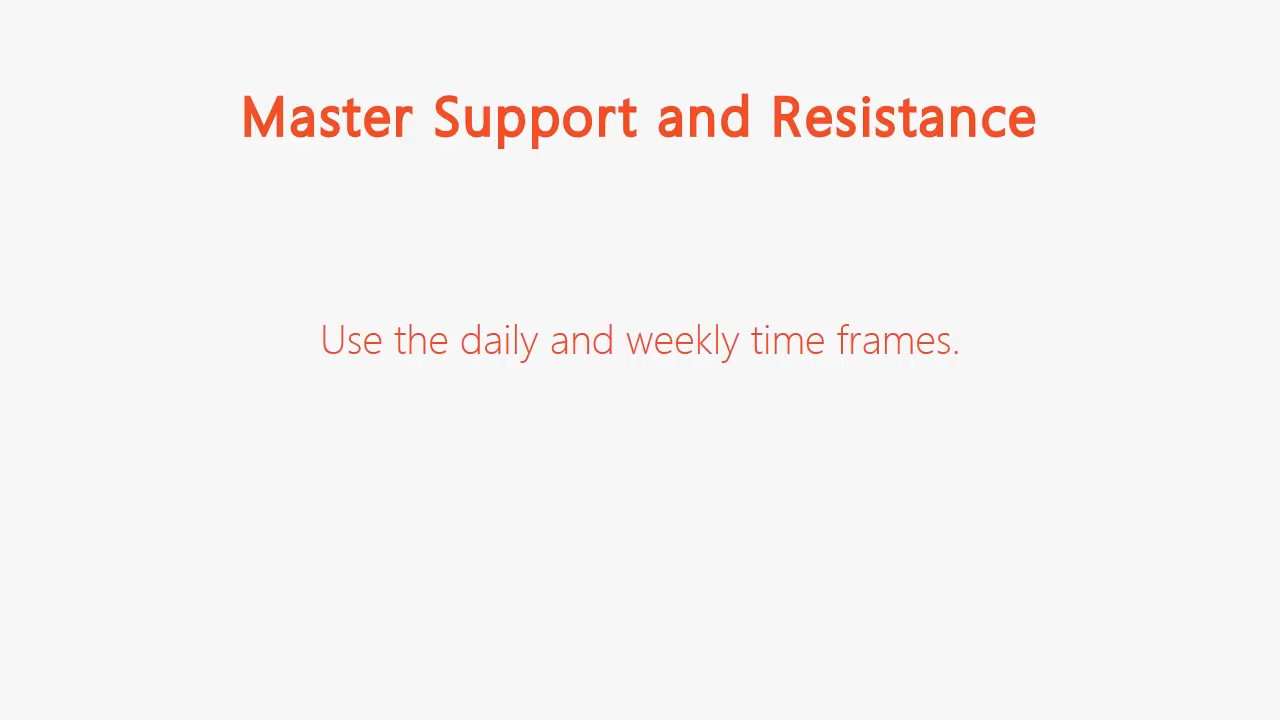 Master Support and Resistance
Use the daily and weekly time frames.